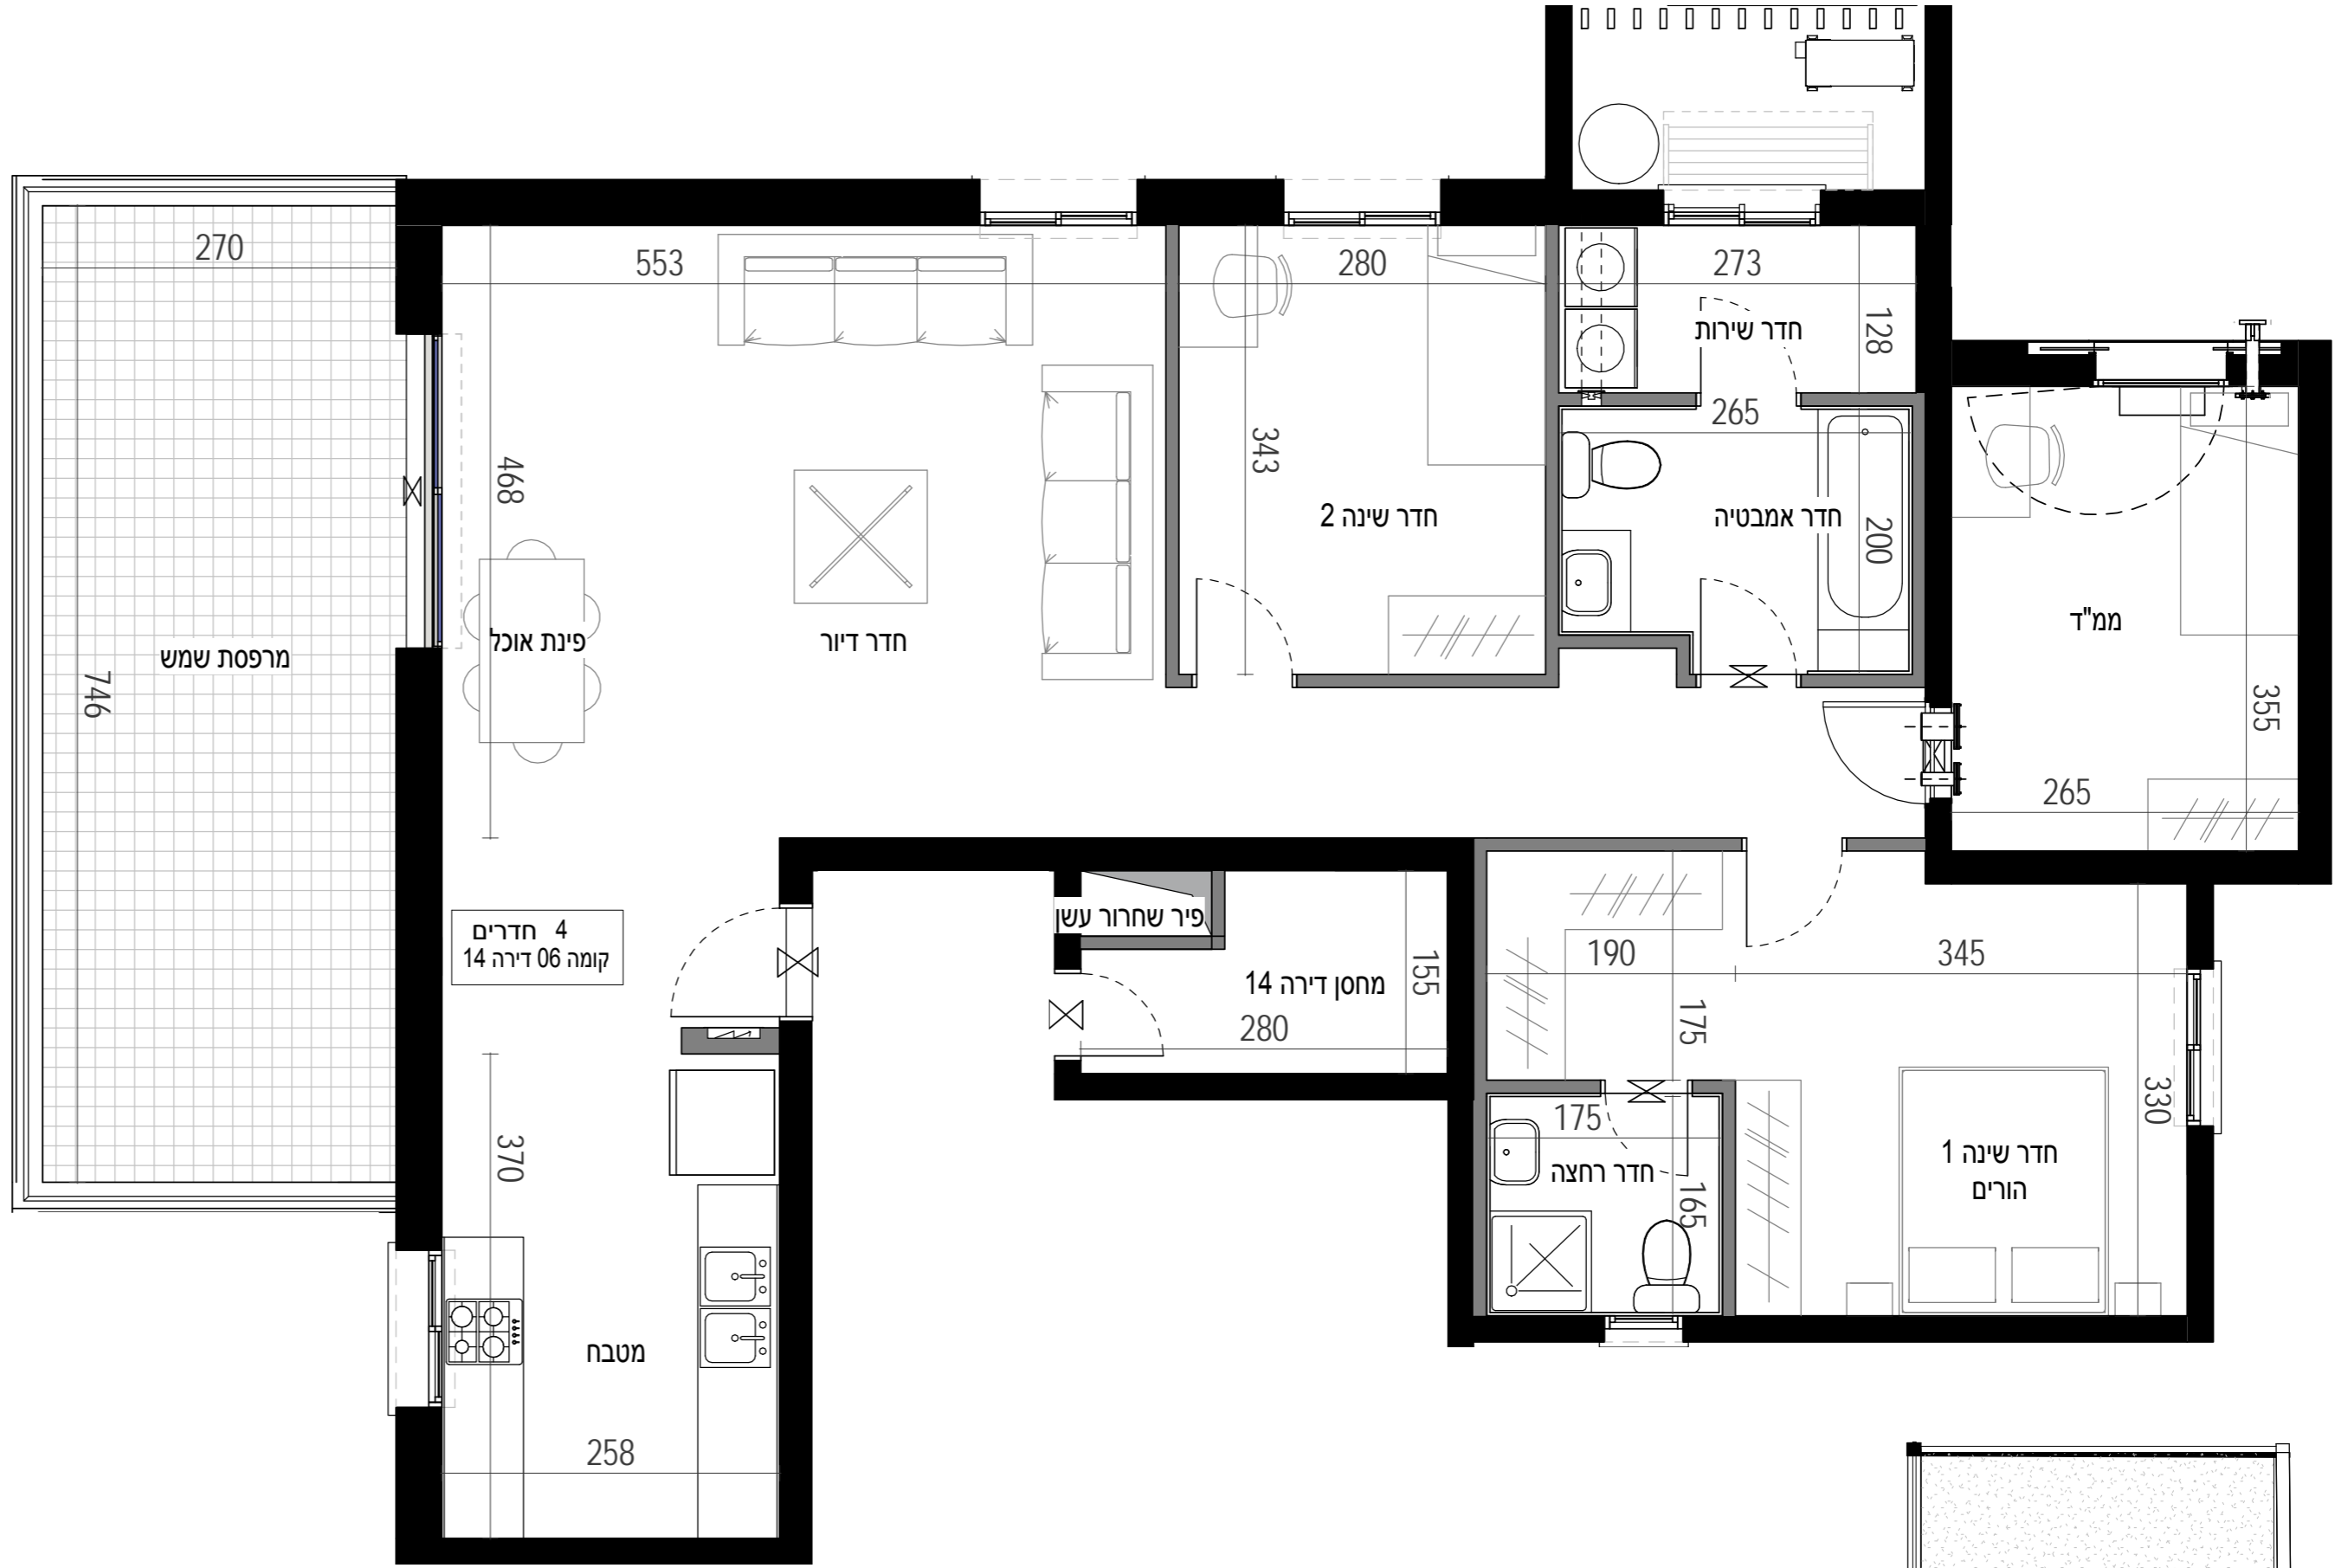 270
553
280
273
128
חדר שירות
265
343
468
חדר שינה 2
חדר אמבטיה
200
ממ"ד
פינת אוכל
חדר דיור
מרפסת שמש
746
355
265
4 חדרים
קומה 06 דירה 14
פיר שחרור עשן
מחסן דירה 14
155
280
190
345
175
330
370
175
חדר רחצה
165
חדר שינה 1
הורים
מטבח
258